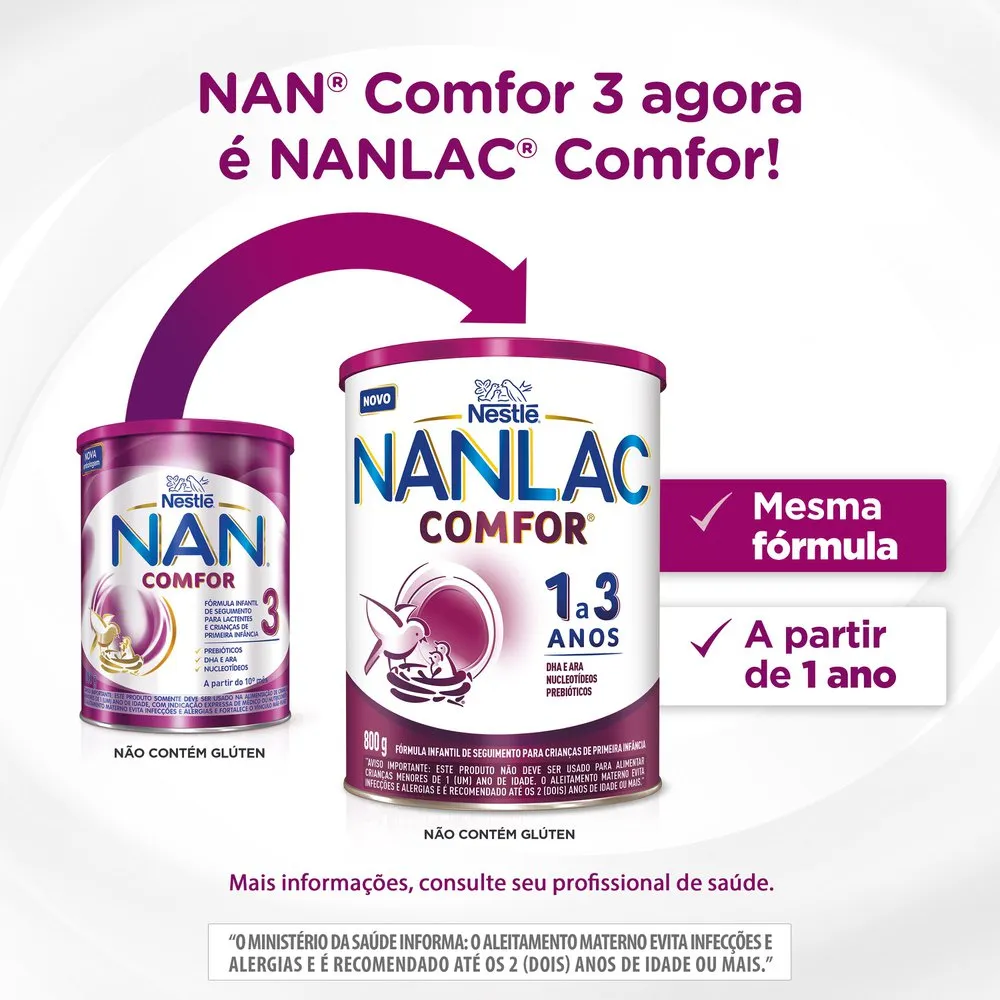 NAN® Comfor 3 agora
é NANLAC® Comfor!
NOVA
embalagem
Nestlé
NAN
COMFOR
3
FÓRMULA INFANTIL
DE SEGUIMENTO
PARA LACTENTES
E CRIANÇAS DE
PRIMEIRA INFÂNCIA
PREBIÓTICOS
DHA E ARA
NUCLEOTÍDEOS
A partir do 10º mês
NÃO CONTÉM GLÚTEN
NOVO
Nestlé
NANLAC
COMFOR®
1 a 3
ANOS
DHA E ARA
NUCLEOTÍDEOS
PREBIÓTICOS
800 g
FÓRMULA INFANTIL DE SEGUIMENTO PARA CRIANÇAS DE PRIMEIRA INFÂNCIA
"AVISO IMPORTANTE: ESTE PRODUTO NÃO DEVE SER USADO PARA ALIMENTAR
CRIANÇAS MENORES DE 1 (UM) ANO DE IDADE. O ALEITAMENTO MATERNO EVITA
INFECÇÕES E ALERGIAS E É RECOMENDADO ATÉ OS 2 (DOIS) ANOS DE IDADE OU MAIS."
NÃO CONTÉM GLÚTEN
Mesma
fórmula
A partir
de 1 ano
Mais informações, consulte seu profissional de saúde.
"O MINISTÉRIO DA SAÚDE INFORMA: O ALEITAMENTO MATERNO EVITA INFECÇÕES E
ALERGIAS E É RECOMENDADO ATÉ OS 2 (DOIS) ANOS DE IDADE OU MAIS."